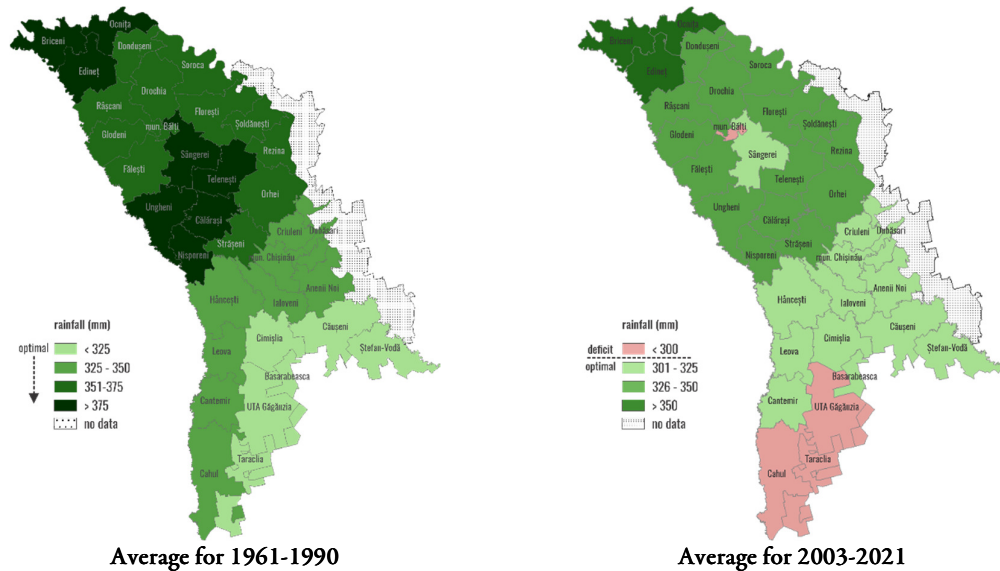 Ocnița
Briceni
Dondușeni
Edineț
Soroca
Drochia
Râșcani
Florești
mun. Bălți
Șoldănești
Glodeni
Sângerei
Rezina
Fălești
Telenești
Orhei
Ungheni
Călărași
Criuleni
Dubăsari
Strășeni
Nisporeni
mun. Chișinău
Anenii Noi
Hâncești
Ialoveni
Căușeni
Cimișlia
Ștefan-Vodă
Leova
Basarabeasca
Cantemir
UTA Găgăuzia
Taraclia
Cahul
rainfall (mm)
optimal
< 325
325 - 350
351-375
> 375
no data
Average for 1961-1990
Ocnița
Briceni
Dondușeni
Edineț
Soroca
Drochia
Râșcani
Florești
mun. Bălți
Șoldănești
Glodeni
Sângerei
Rezina
Fălești
Telenești
Orhei
Ungheni
Călărași
Criuleni
Dubăsari
Strășeni
Nisporeni
mun. Chișinău
Anenii Noi
Hâncești
Ialoveni
Căușeni
Cimișlia
Ștefan-Vodă
Leova
Basarabeasca
Cantemir
UTA Găgăuzia
Taraclia
Cahul
rainfall (mm)
deficit
< 300
optimal
301 - 325
326 - 350
> 350
no data
Average for 2003-2021